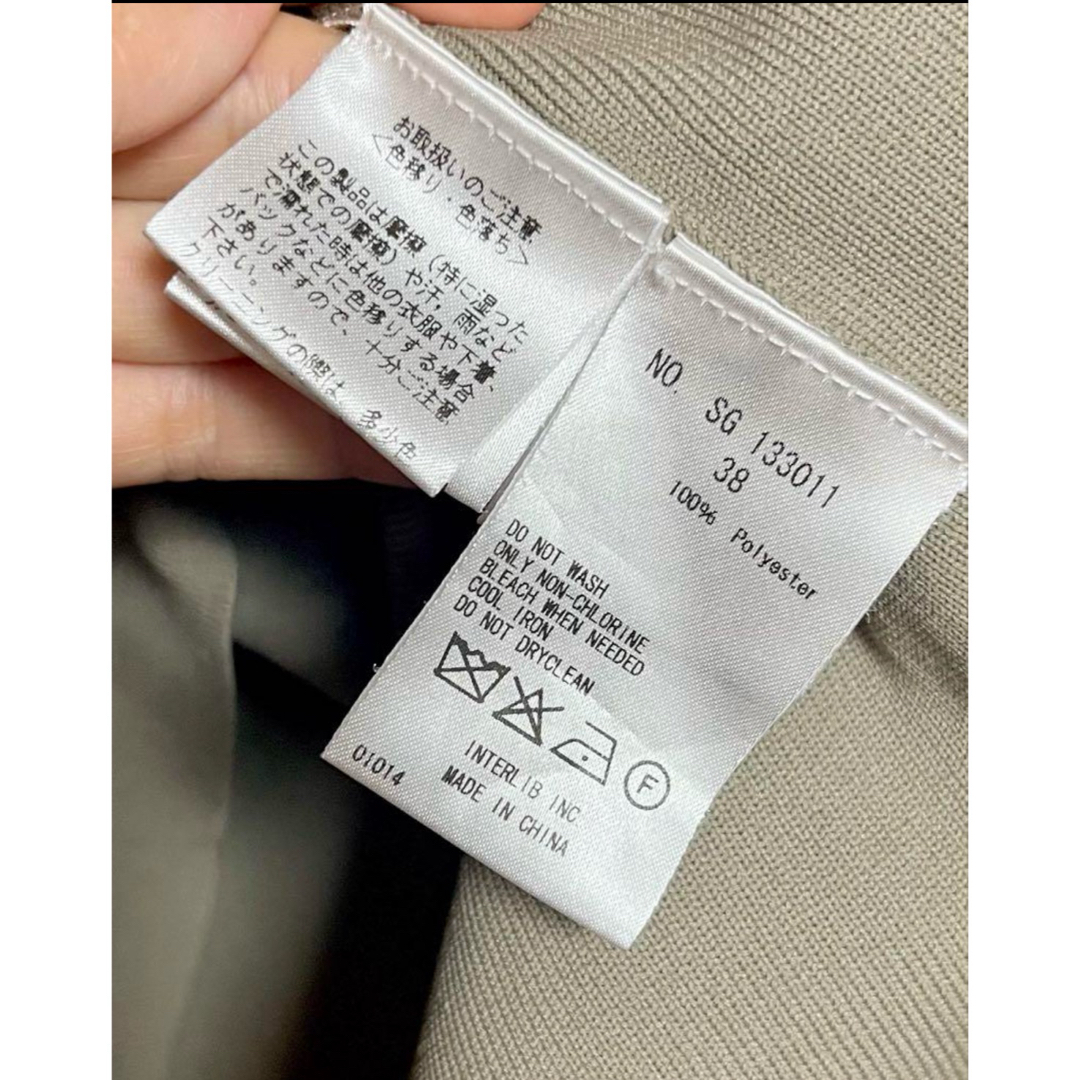 お取扱いのご注意
<色移り・色落ち>
この製品は摩擦(特に湿った
状態での摩擦)や汗,雨など
で濡れた時は他の衣服や下着、
バックなどに色移りする場合
がありますので、十分ご注意
下さい。
クリーニングの際は、多少色
NO. SG 133011
38
100% Polyester
DO NOT WASH
ONLY NON-CHLORINE
BLEACH WHEN NEEDED
COOL IRON
DO NOT DRYCLEAN
F
INTERLIB INC.
01014 MADE IN CHINA